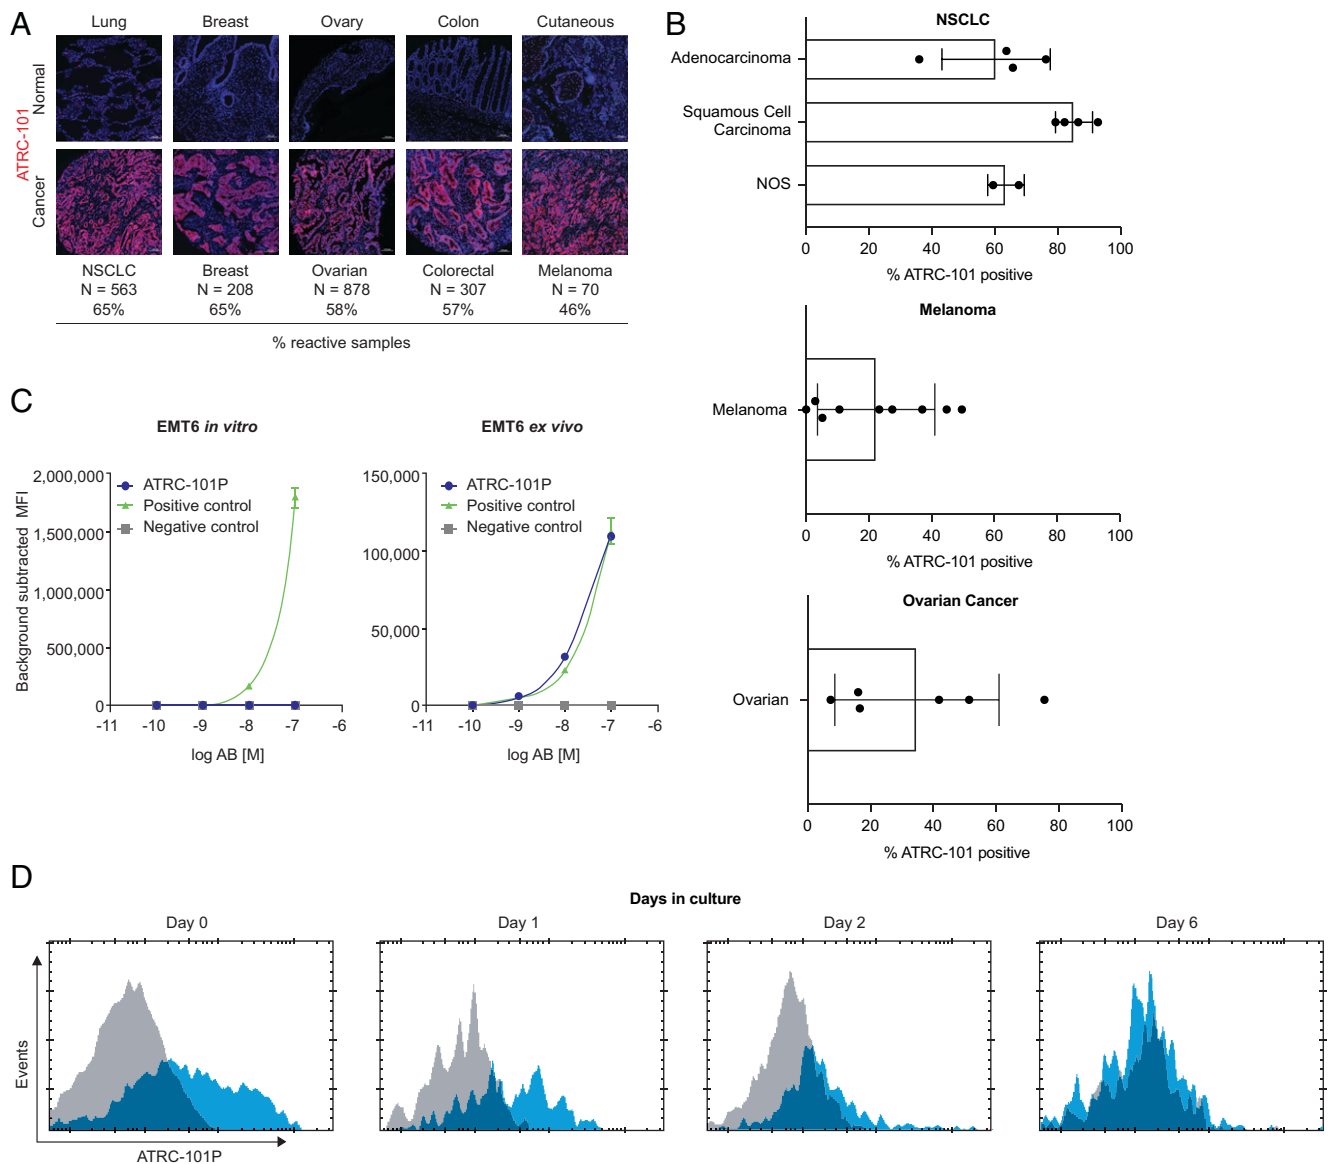 A
Lung Breast Ovary Colon Cutaneous
ATRC-101
Normal
Cancer
NSCLC Breast Ovarian Colorectal Melanoma
N = 563 N = 208 N = 878 N = 307 N = 70
65% 65% 58% 57% 46%
% reactive samples
B
NSCLC
Adenocarcinoma
Squamous Cell
Carcinoma
NOS
0 20 40 60 80 100
% ATRC-101 positive
Melanoma
Melanoma
0 20 40 60 80 100
% ATRC-101 positive
Ovarian Cancer
Ovarian
0 20 40 60 80 100
% ATRC-101 positive
C
EMT6 in vitro
Background subtracted MFI
2,000,000
1,500,000
1,000,000
500,000
0
ATRC-101P
Positive control
Negative control
-11 -10 -9 -8 -7 -6
log AB [M]
EMT6 ex vivo
150,000
100,000
50,000
0
ATRC-101P
Positive control
Negative control
-11 -10 -9 -8 -7 -6
log AB [M]
D
Days in culture
Day 0 Day 1 Day 2 Day 6
Events
ATRC-101P